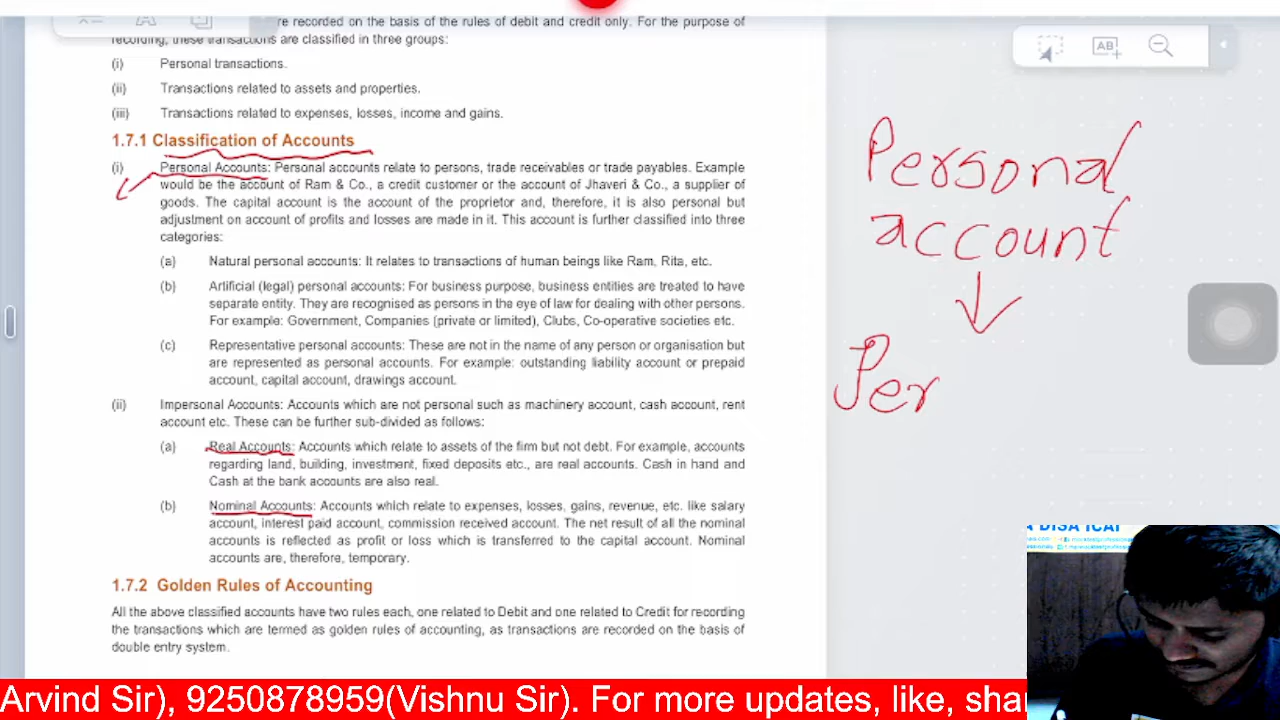 re recorded on the basis of the rules of debit and credit only. For the purpose of
recording, these transactions are classified in three groups:
(i) Personal transactions.
(ii) Transactions related to assets and properties.
(iii) Transactions related to expenses, losses, income and gains.
1.7.1 Classification of Accounts
(i) Personal Accounts: Personal accounts relate to persons, trade receivables or trade payables. Example
would be the account of Ram & Co., a credit customer or the account of Jhaveri & Co., a supplier of
goods. The capital account is the account of the proprietor and, therefore, it is also personal but
adjustment on account of profits and losses are made in it. This account is further classified into three
categories:
(a) Natural personal accounts: It relates to transactions of human beings like Ram, Rita, etc.
(b) Artificial (legal) personal accounts: For business purpose, business entities are treated to have
separate entity. They are recognised as persons in the eye of law for dealing with other persons.
For example: Government, Companies (private or limited), Clubs, Co-operative societies etc.
(c) Representative personal accounts: These are not in the name of any person or organisation but
are represented as personal accounts. For example: outstanding liability account or prepaid
account, capital account, drawings account.
(ii) Impersonal Accounts: Accounts which are not personal such as machinery account, cash account, rent
account etc. These can be further sub-divided as follows:
(a) Real Accounts: Accounts which relate to assets of the firm but not debt. For example, accounts
regarding land, building, investment, fixed deposits etc., are real accounts. Cash in hand and
Cash at the bank accounts are also real.
(b) Nominal Accounts: Accounts which relate to expenses, losses, gains, revenue, etc. like salary
account, interest paid account, commission received account. The net result of all the nominal
accounts is reflected as profit or loss which is transferred to the capital account. Nominal
accounts are, therefore, temporary.
1.7.2 Golden Rules of Accounting
All the above classified accounts have two rules each, one related to Debit and one related to Credit for recording
the transactions which are termed as golden rules of accounting, as transactions are recorded on the basis of
double entry system.
AB
Personal
account
Per
A DISA ICAI
Arvind Sir), 9250878959(Vishnu Sir). For more updates, like, shar